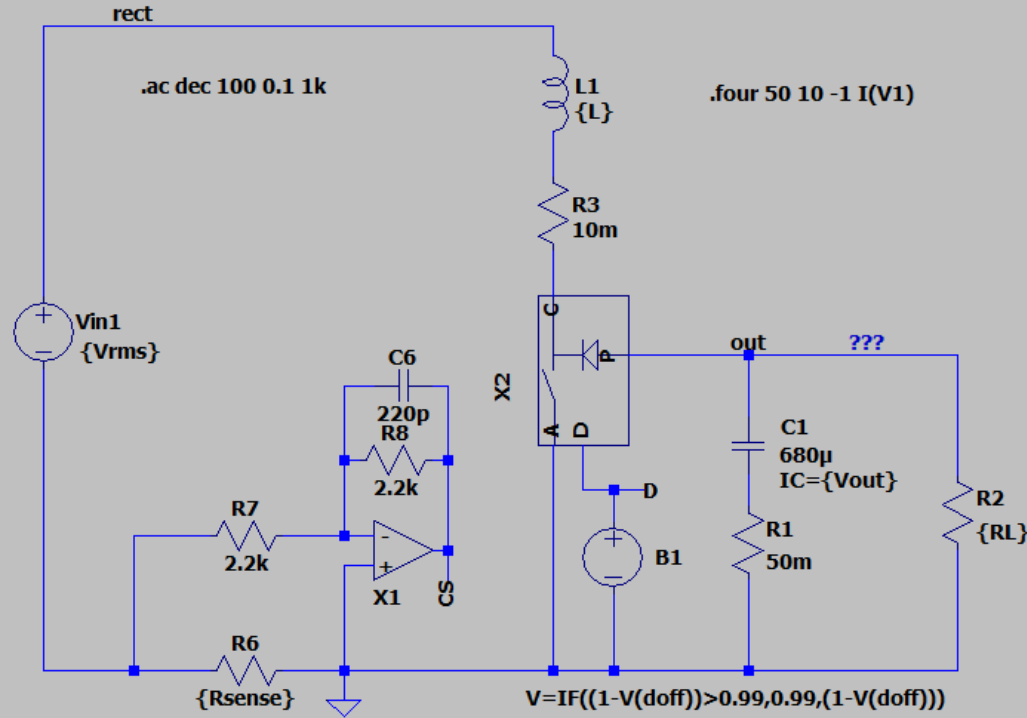 rect
.ac dec 100 0.1 1k
L1
{L}
.four 50 10 -1 I(V1)
R3
10m
Vin1
{Vrms}
C
P
A
D
X2
out
???
C6
220p
R8
2.2k
C1
680µ
IC={Vout}
R2
{RL}
D
R7
2.2k
-
+
X1
CS
B1
R1
50m
R6
{Rsense}
V=IF((1-V(doff))>0.99,0.99,(1-V(doff)))